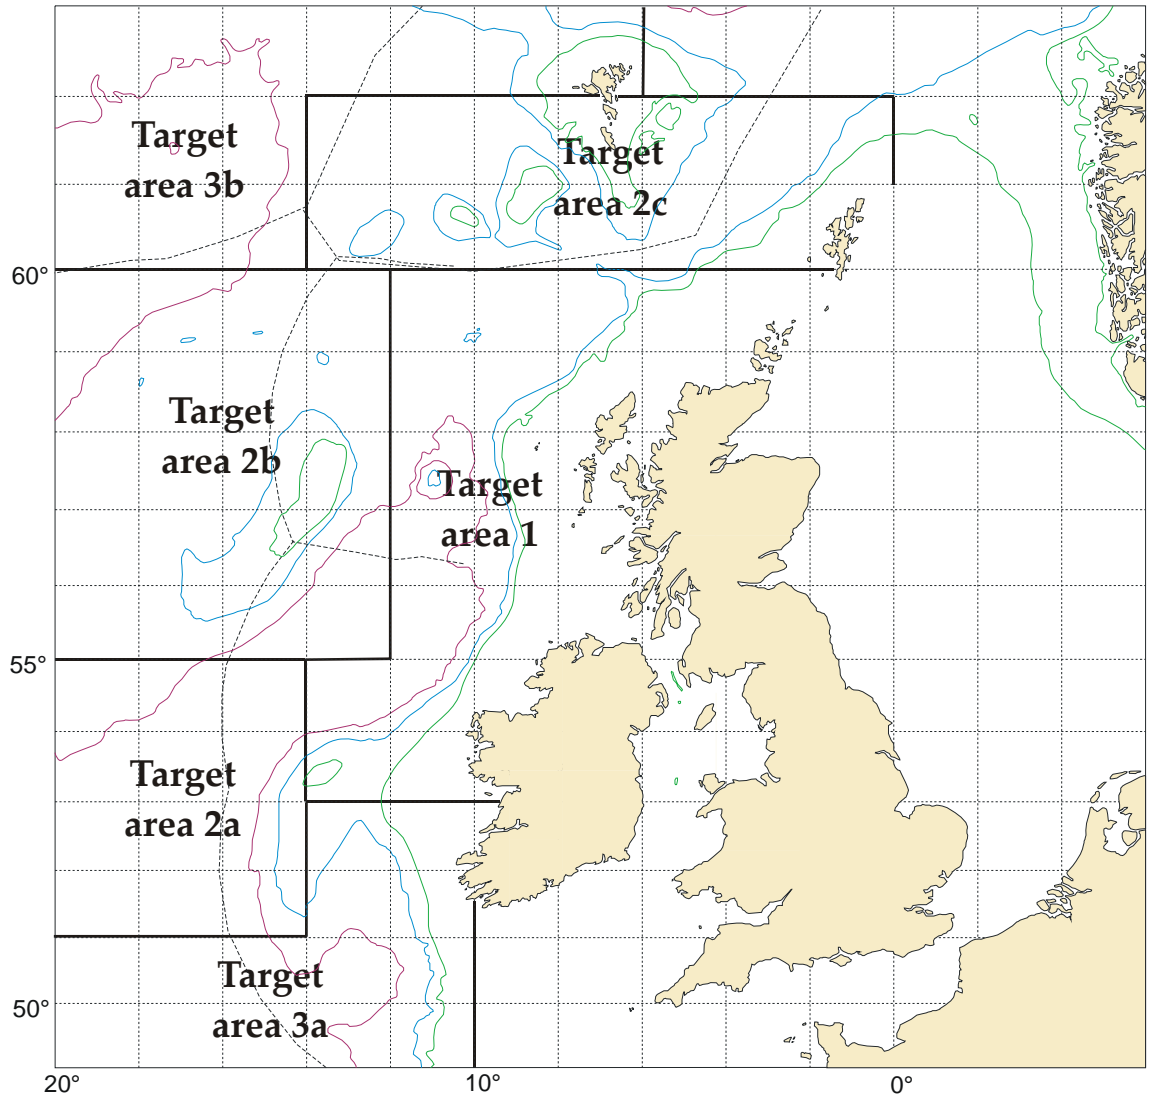 Target
area 3b
Target
area 2c
60°
Target
area 2b
Target
area 1
55°
Target
area 2a
Target
area 3a
50°
20°
10°
0°